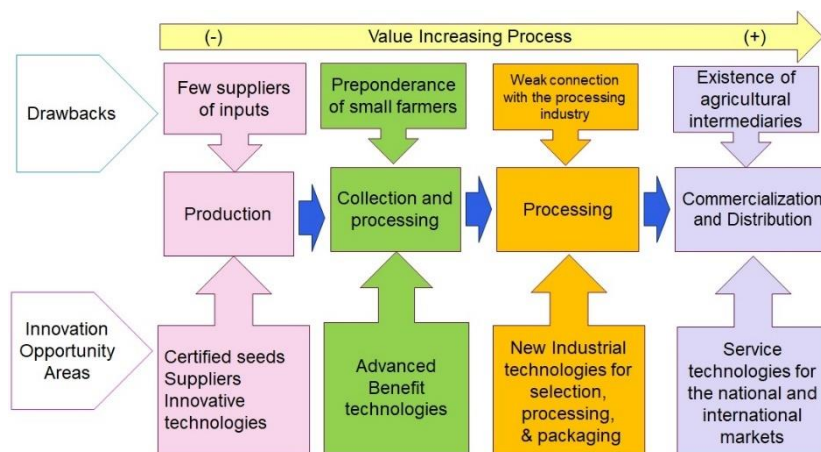 (-)
Value Increasing Process
(+)
Drawbacks
Few suppliers
of inputs
Preponderance
of small farmers
Weak connection
with the processing
industry
Existence of
agricultural
intermediaries
Production
Collection and
processing
Processing
Commercialization
and Distribution
Innovation
Opportunity
Areas
Certified seeds
Suppliers
Innovative
technologies
Advanced
Benefit
technologies
New Industrial
technologies for
selection,
processing,
& packaging
Service
technologies for
the national and
international
markets